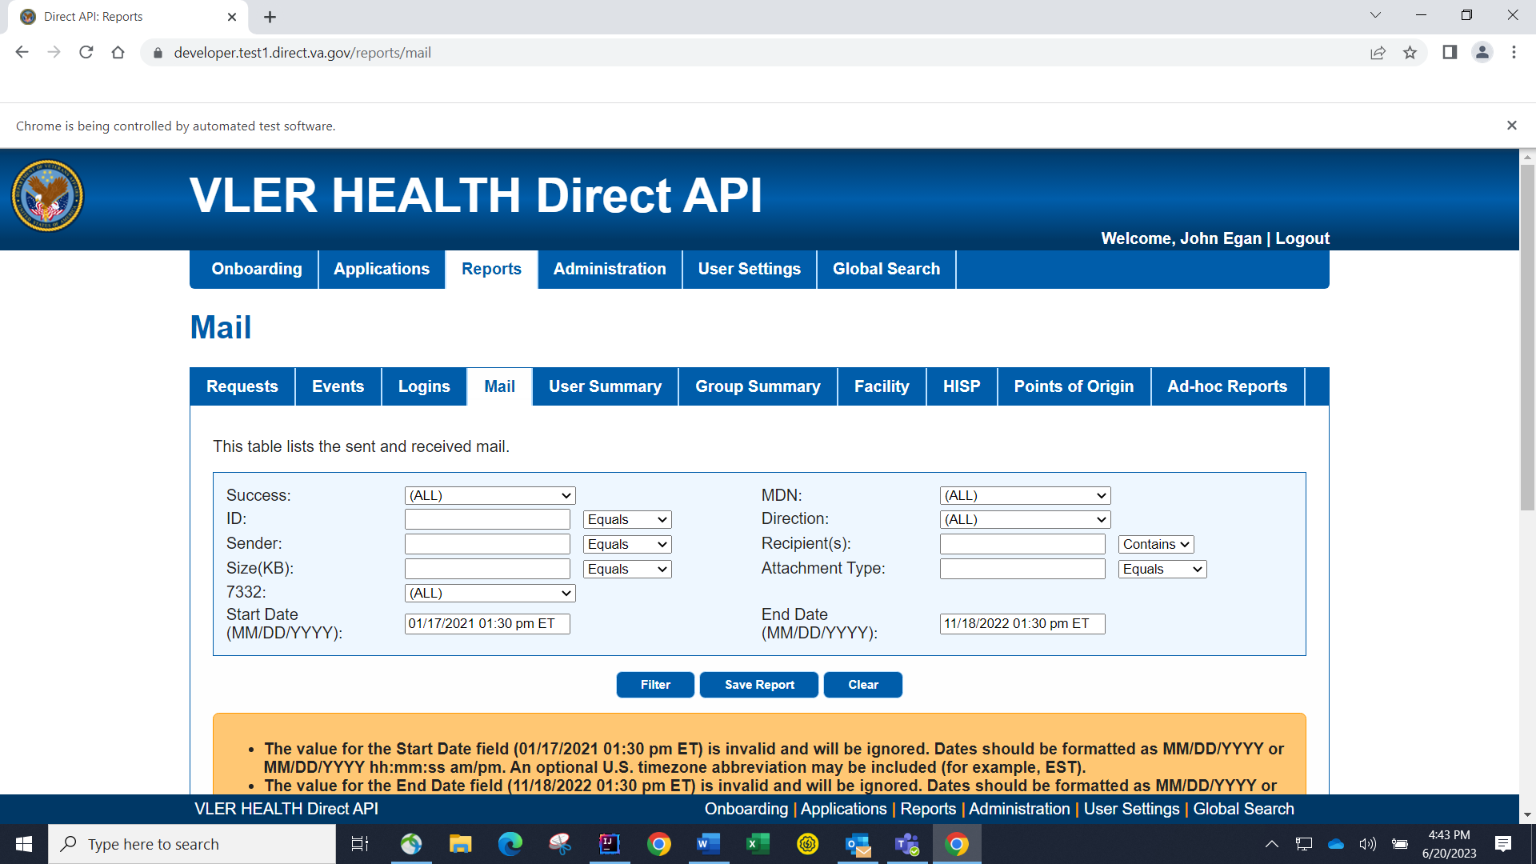 Direct API: Reports
developer.test1.direct.va.gov/reports/mail
Chrome is being controlled by automated test software.
VLER HEALTH Direct API
Welcome, John Egan | Logout
Onboarding Applications Reports Administration User Settings Global Search
Mail
Requests Events Logins Mail User Summary Group Summary Facility HISP Points of Origin Ad-hoc Reports
This table lists the sent and received mail.
Success: (ALL) MDN: (ALL)
ID: Equals Direction: (ALL)
Sender: Equals Recipient(s): Contains
Size(KB): Equals Attachment Type: Equals
7332: (ALL)
Start Date End Date
(MM/DD/YYYY): 01/17/2021 01:30 pm ET (MM/DD/YYYY): 11/18/2022 01:30 pm ET
Filter Save Report Clear
• The value for the Start Date field (01/17/2021 01:30 pm ET) is invalid and will be ignored. Dates should be formatted as MM/DD/YYYY or
MM/DD/YYYY hh:mm:ss am/pm. An optional U.S. timezone abbreviation may be included (for example, EST).
• The value for the End Date field (11/18/2022 01:30 pm ET) is invalid and will be ignored. Dates should be formatted as MM/DD/YYYY or
VLER HEALTH Direct API Onboarding | Applications | Reports | Administration | User Settings | Global Search
Type here to search
4:43 PM
6/20/2023